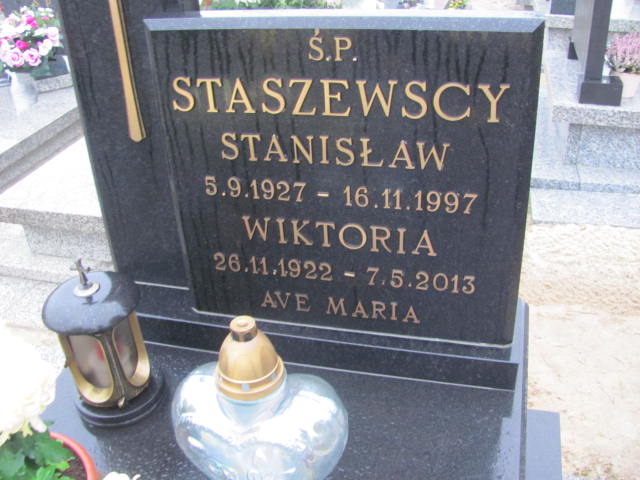 Ś.P.
STASZEWSCY
STANISŁAW
5.9.1927 - 16.11.1997
WIKTORIA
26.11.1922 - 7.5.2013
AVE MARIA